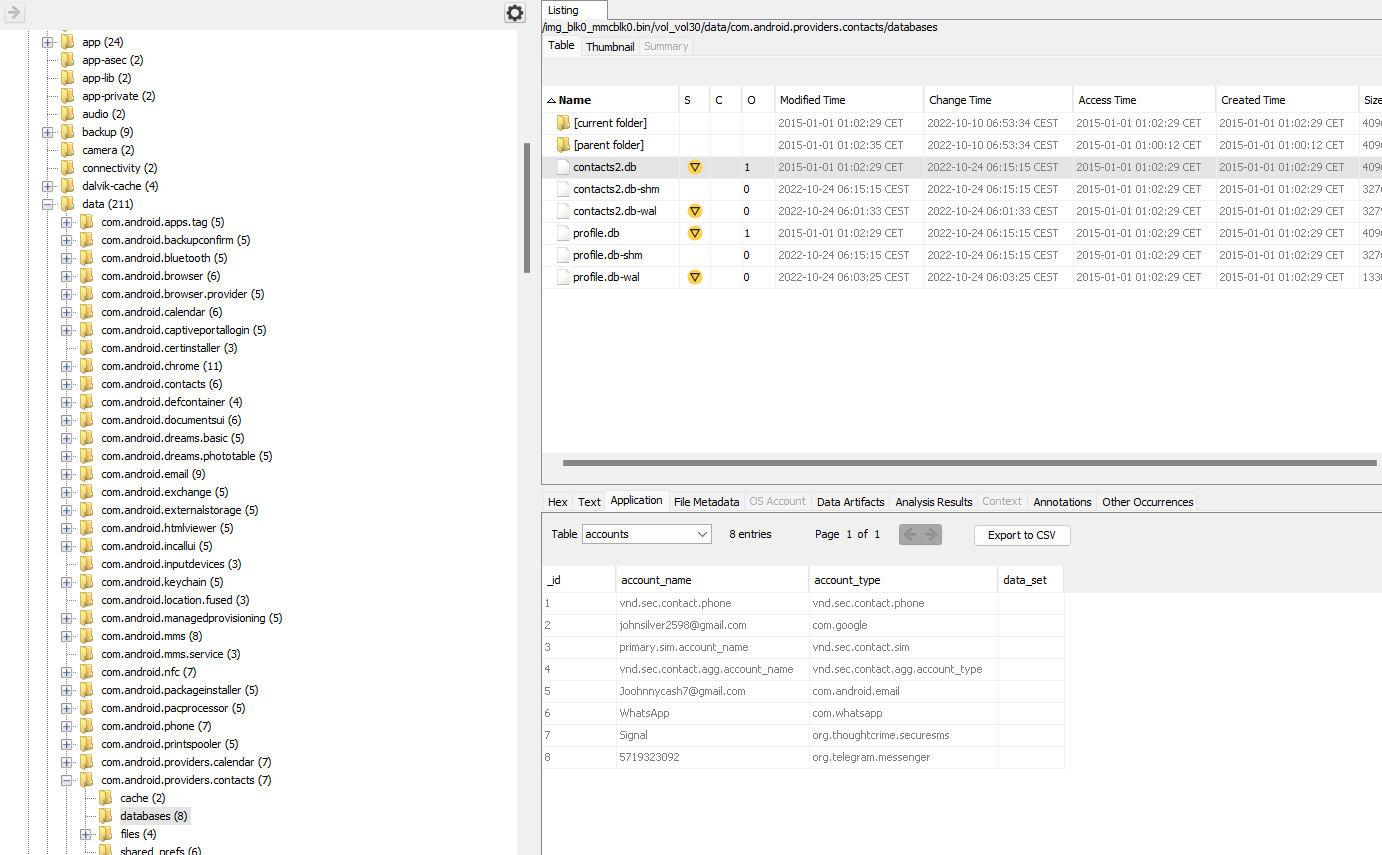 app (24)
app-asec (2)
app-lib (2)
app-private (2)
audio (2)
backup (9)
camera (2)
connectivity (2)
dalvik-cache (4)
data (211)
com.android.apps.tag (5)
com.android.backupconfirm (5)
com.android.bluetooth (5)
com.android.browser (6)
com.android.browser.provider (5)
com.android.calendar (6)
com.android.captiveportallogin (5)
com.android.certinstaller (3)
com.android.chrome (11)
com.android.contacts (6)
com.android.defcontainer (4)
com.android.documentsui (6)
com.android.dreams.basic (5)
com.android.dreams.phototable (5)
com.android.email (9)
com.android.exchange (5)
com.android.externalstorage (5)
com.android.htmlviewer (5)
com.android.incallui (5)
com.android.inputdevices (3)
com.android.keychain (5)
com.android.location.fused (3)
com.android.managedprovisioning (5)
com.android.mms (8)
com.android.mms.service (3)
com.android.nfc (7)
com.android.packageinstaller (5)
com.android.pacprocessor (5)
com.android.phone (7)
com.android.printspooler (5)
com.android.providers.calendar (7)
com.android.providers.contacts (7)
cache (2)
databases (8)
files (4)
shared_prefs (6)
Listing
/img_blk0_mmcblk0.bin/vol_vol30/data/com.android.providers.contacts/databases
Table Thumbnail Summary
Name S C O Modified Time Change Time Access Time Created Time Size
[current folder] 2015-01-01 01:02:29 CET 2022-10-10 06:53:34 CEST 2015-01-01 01:02:29 CET 2015-01-01 01:02:29 CET 409
[parent folder] 2015-01-01 01:02:35 CET 2022-10-10 06:53:34 CEST 2015-01-01 01:00:12 CET 2015-01-01 01:00:12 CET 409
contacts2.db 1 2015-01-01 01:02:29 CET 2022-10-24 06:15:15 CEST 2015-01-01 01:02:29 CET 2015-01-01 01:02:29 CET 409
contacts2.db-shm 0 2022-10-24 06:15:15 CEST 2022-10-24 06:15:15 CEST 2015-01-01 01:02:29 CET 2015-01-01 01:02:29 CET 327
contacts2.db-wal 0 2022-10-24 06:01:33 CEST 2022-10-24 06:01:33 CEST 2015-01-01 01:02:29 CET 2015-01-01 01:02:29 CET 329
profile.db 1 2015-01-01 01:02:29 CET 2022-10-24 06:15:15 CEST 2015-01-01 01:02:29 CET 2015-01-01 01:02:29 CET 409
profile.db-shm 0 2022-10-24 06:15:15 CEST 2022-10-24 06:15:15 CEST 2015-01-01 01:02:29 CET 2015-01-01 01:02:29 CET 327
profile.db-wal 0 2022-10-24 06:03:25 CEST 2022-10-24 06:03:25 CEST 2015-01-01 01:02:29 CET 2015-01-01 01:02:29 CET 133
Hex Text Application File Metadata OS Account Data Artifacts Analysis Results Context Annotations Other Occurrences
Table accounts 8 entries Page 1 of 1 Export to CSV
_id account_name account_type data_set
1 vnd.sec.contact.phone vnd.sec.contact.phone
2 johnsilver2598@gmail.com com.google
3 primary.sim.account_name vnd.sec.contact.sim
4 vnd.sec.contact.agg.account_name vnd.sec.contact.agg.account_type
5 Joohnnycash7@gmail.com com.android.email
6 WhatsApp com.whatsapp
7 Signal org.thoughtcrime.securesms
8 5719323092 org.telegram.messenger